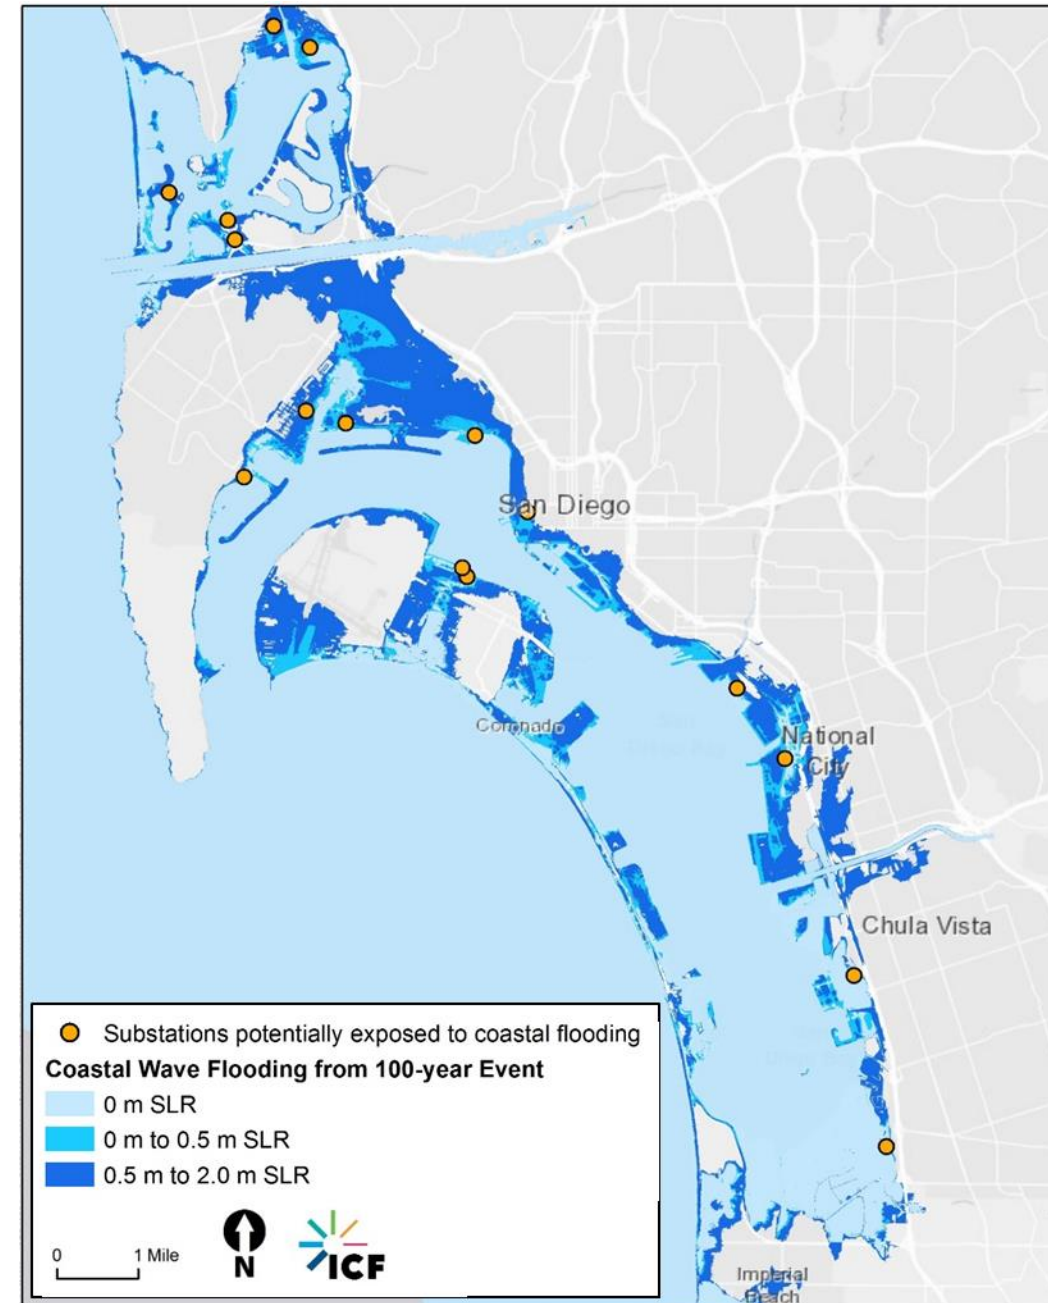 San Diego
Coronado
National
City
Chula Vista
Substations potentially exposed to coastal flooding
Coastal Wave Flooding from 100-year Event
0 m SLR
0 m to 0.5 m SLR
0.5 m to 2.0 m SLR
0 1 Mile
N
ICF
Imperial
Beach